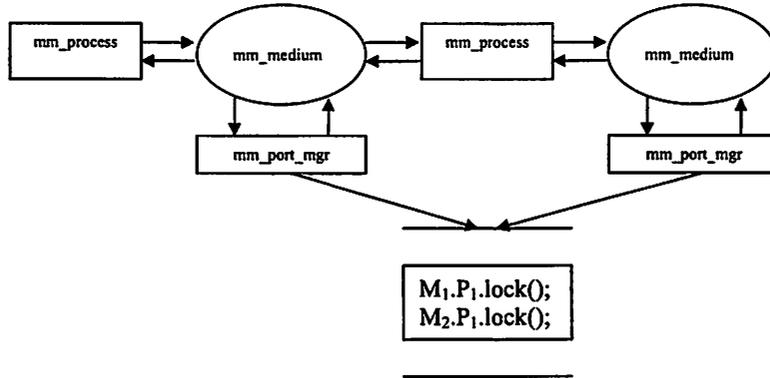 mm_process
mm_medium
mm_process
mm_medium
mm_port_mgr
mm_port_mgr
M₁.P₁.lock();
M₂.P₁.lock();